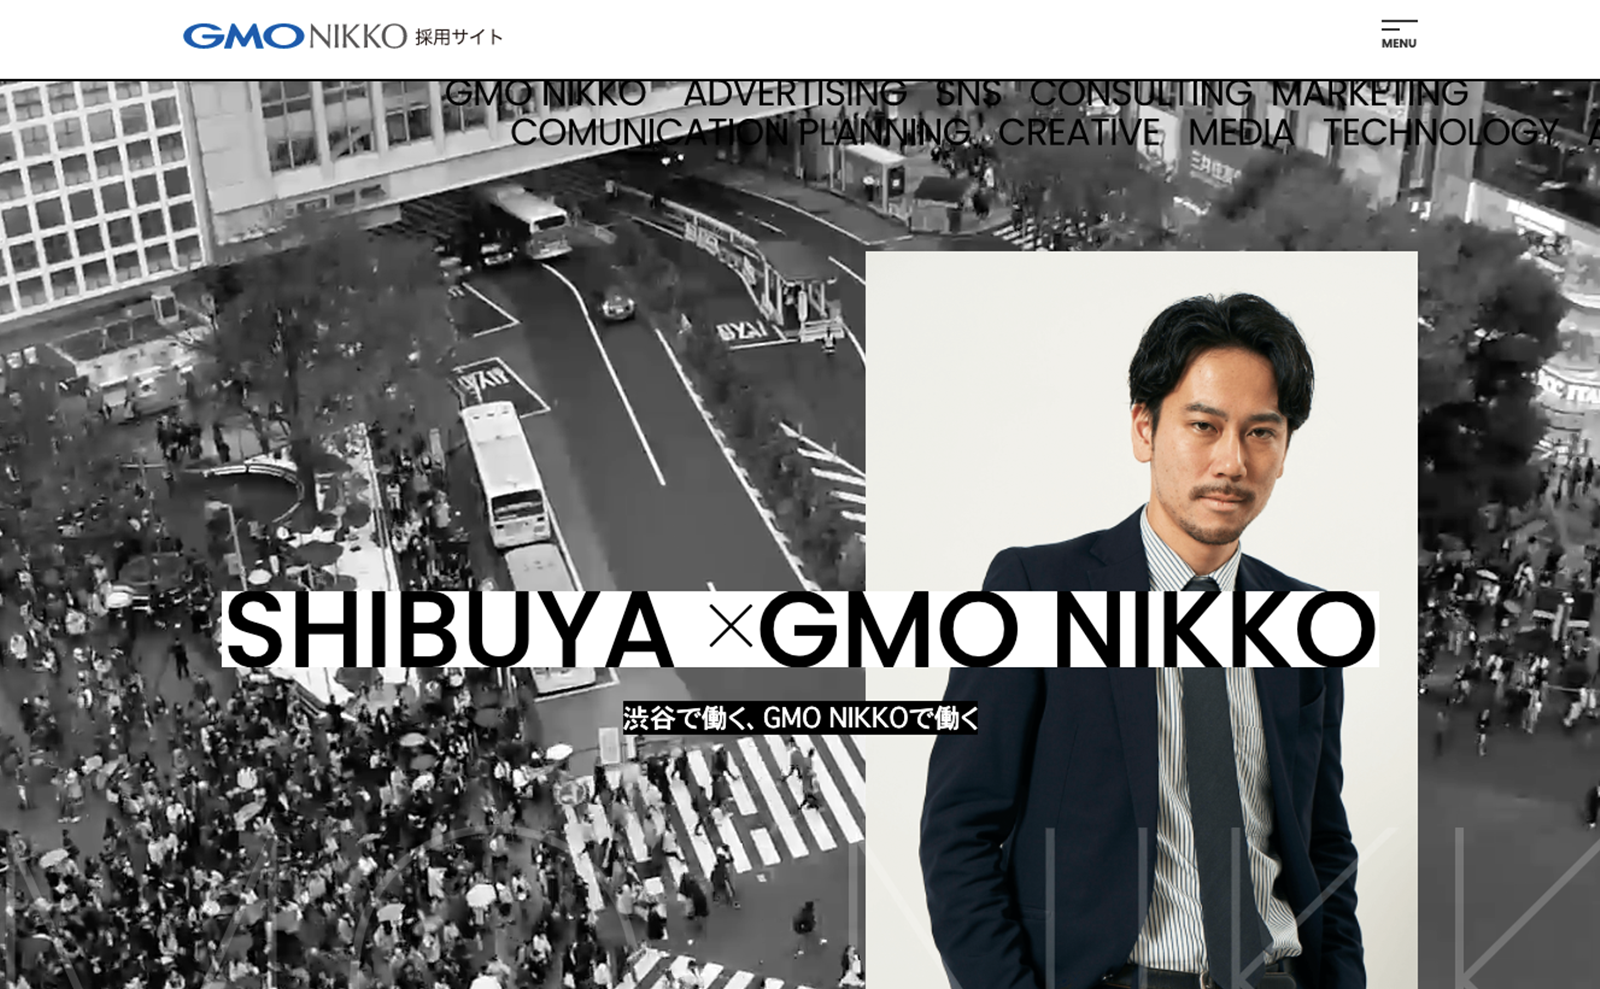 GMO NIKKO 採用サイト
MENU
GMO NIKKO ADVERTISING SNS CONSULTING MARKETING
COMUNICATION PLANNING CREATIVE MEDIA TECHNOLOGY A
SHIBUYA ×GMO NIKKO
渋谷で働く、GMO NIKKOで働く